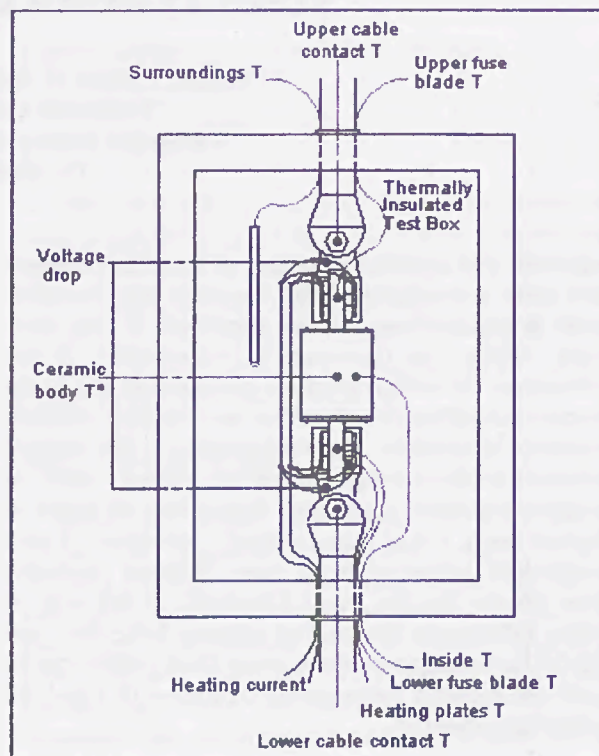 Upper cable
contact T
Surroundings T
Upper fuse
blade T
Thermally
Insulated
Test Box
Voltage
drop
Ceramic
body T*
Inside T
Heating current
Lower fuse blade T
Heating plates T
Lower cable contact T